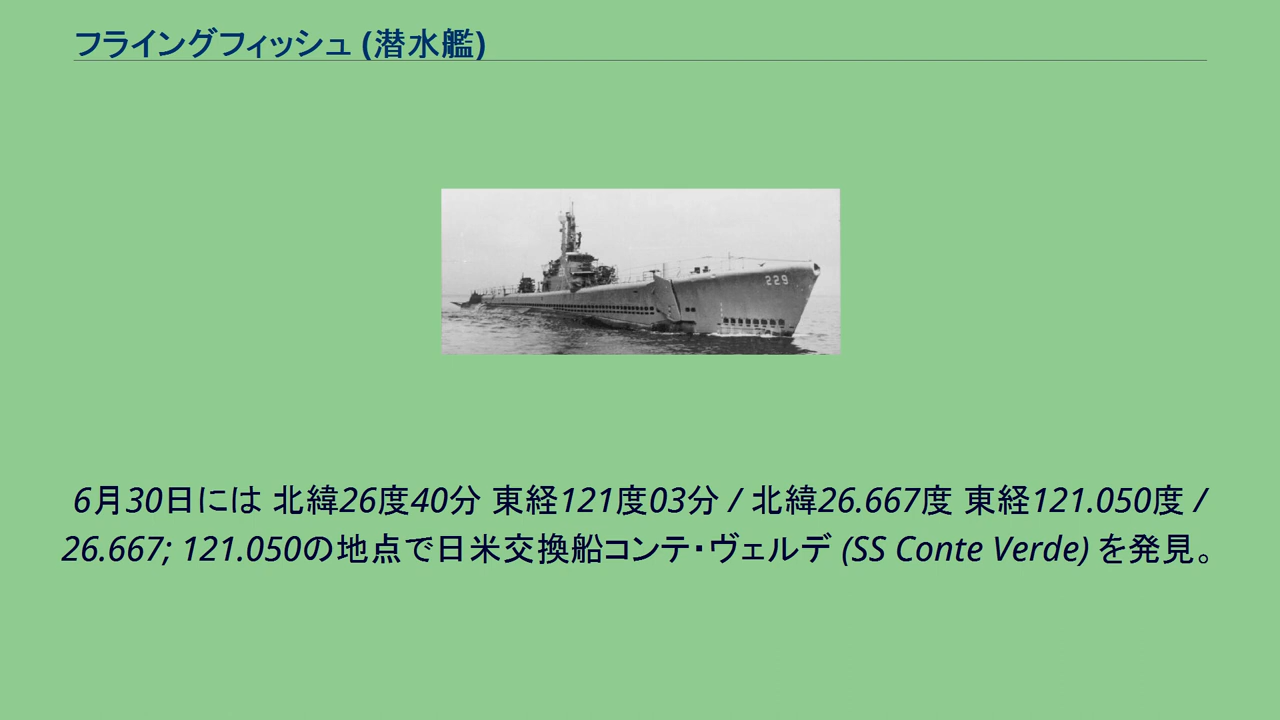 フライングフィッシュ (潜水艦)
229
6月30日には 北緯26度40分 東経121度03分 / 北緯26.667度 東経121.050度 /
26.667; 121.050の地点で日米交換船コンテ・ヴェルデ (SS Conte Verde) を発見。